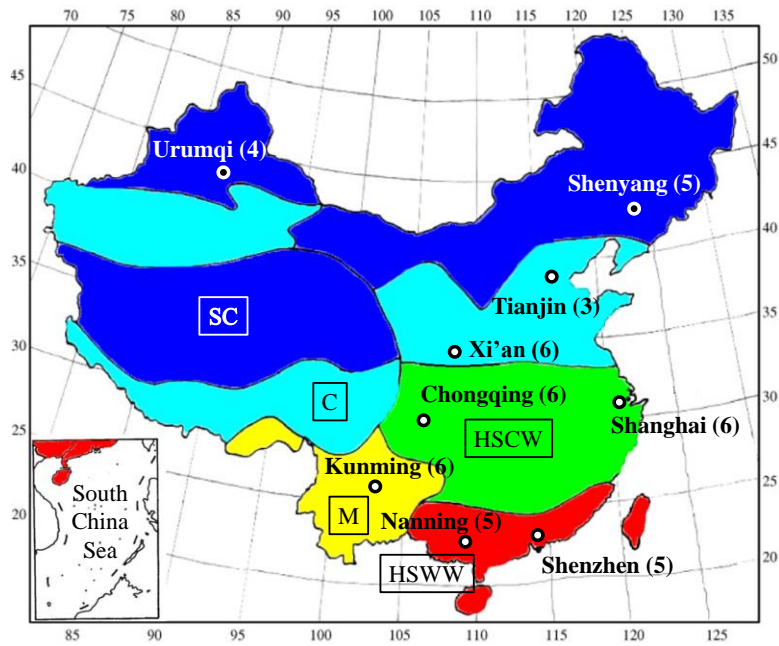 70 75 80 85 90 95 100 105 110 115 120 125 130
45
40
35
30
25
20
50
45
40
35
30
25
20
85 90 95 100 105 110 115 120
Urumqi (4)
Shenyang (5)
Tianjin (3)
SC
Xi’an (6)
Chongqing (6)
C
Shanghai (6)
HSCW
Kunming (6)
M
Nanning (5)
Shenzhen (5)
HSWW
South
China
Sea
135